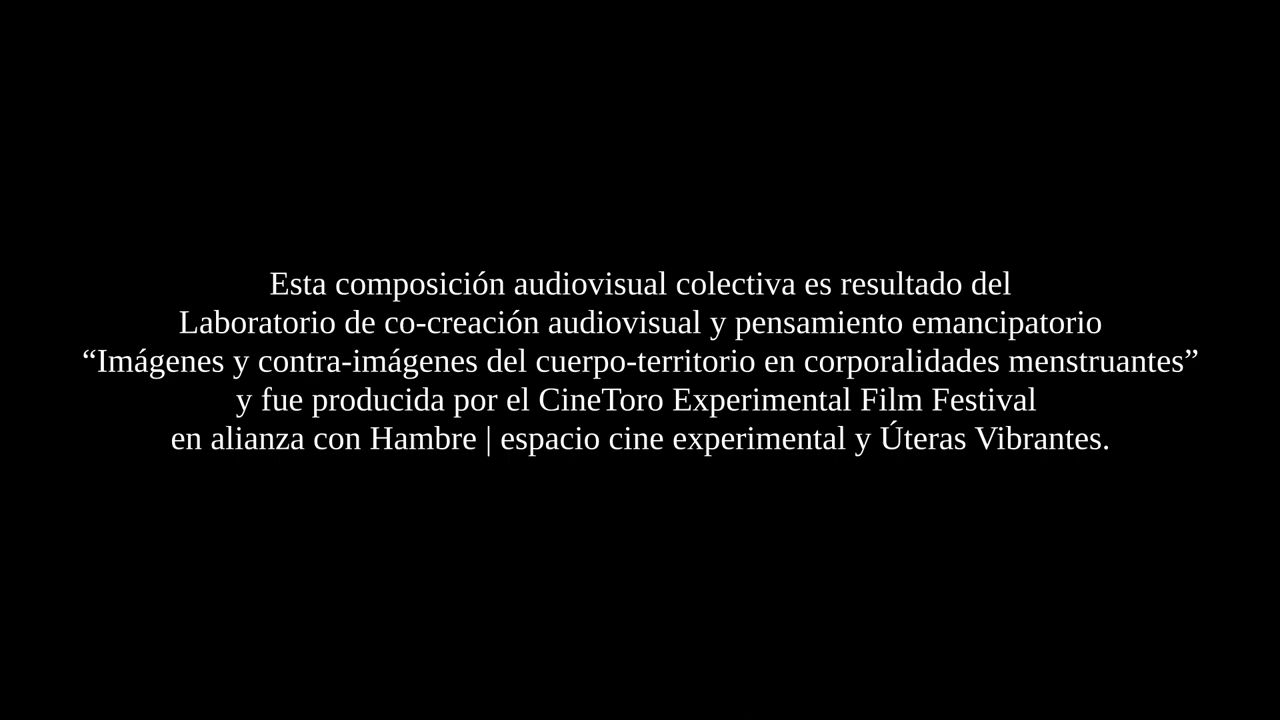 Esta composición audiovisual colectiva es resultado del
Laboratorio de co-creación audiovisual y pensamiento emancipatorio
“Imágenes y contra-imágenes del cuerpo-territorio en corporalidades menstruantes”
y fue producida por el CineToro Experimental Film Festival
en alianza con Hambre | espacio cine experimental y Úteras Vibrantes.